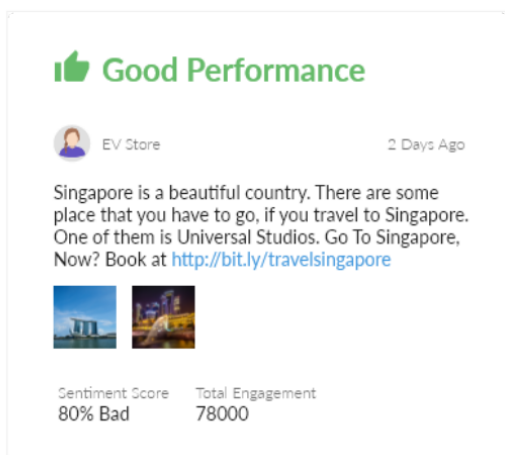 Good Performance
EV Store
2 Days Ago
Singapore is a beautiful country. There are some
place that you have to go, if you travel to Singapore.
One of them is Universal Studios. Go To Singapore,
Now? Book at http://bit.ly/travelsingapore
Sentiment Score
80% Bad
Total Engagement
78000